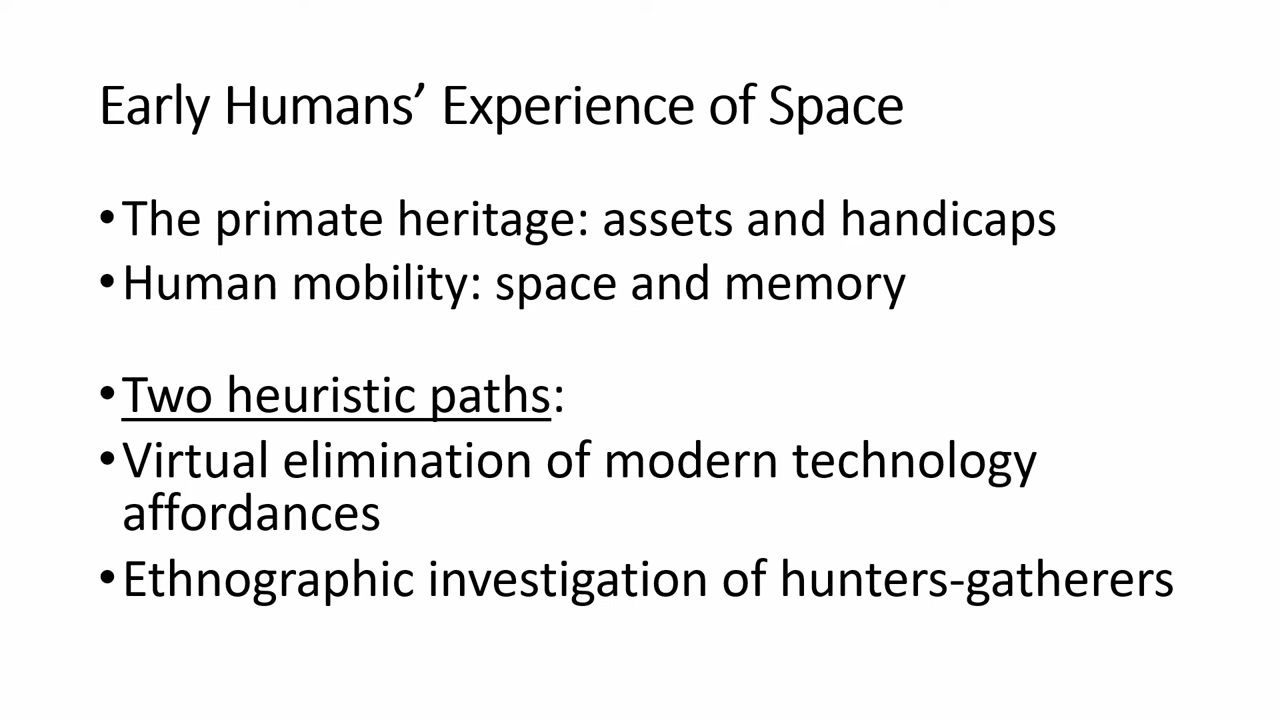 Early Humans’ Experience of Space
•The primate heritage: assets and handicaps
•Human mobility: space and memory
•Two heuristic paths:
•Virtual elimination of modern technology
affordances
•Ethnographic investigation of hunters-gatherers